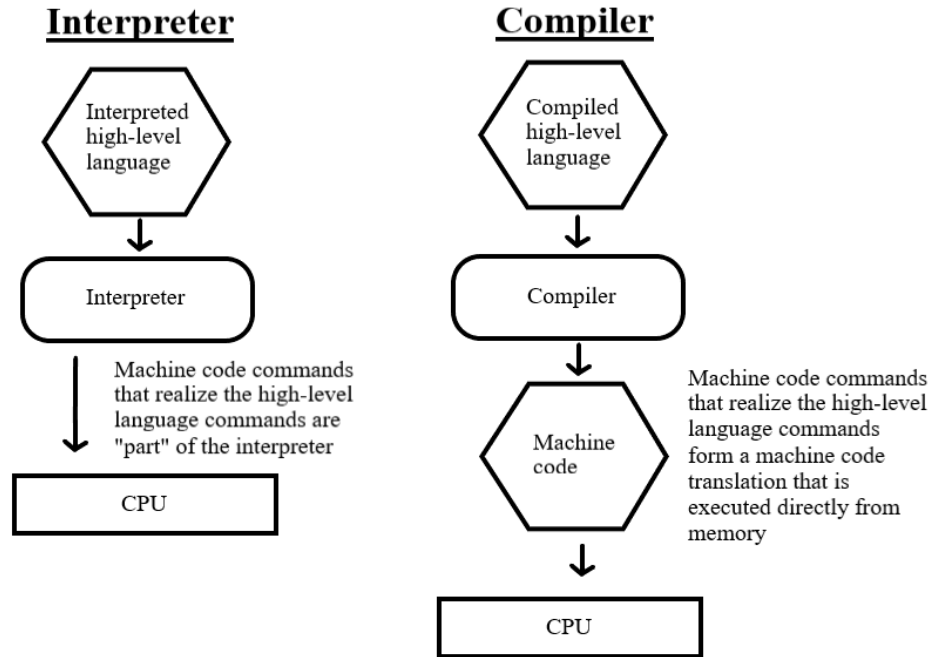 Interpreter
Interpreted
high-level
language
Interpreter
Machine code commands
that realize the high-level
language commands are
"part" of the interpreter
CPU
Compiler
Compiled
high-level
language
Compiler
Machine
code
Machine code commands
that realize the high-level
language commands
form a machine code
translation that is
executed directly from
memory
CPU